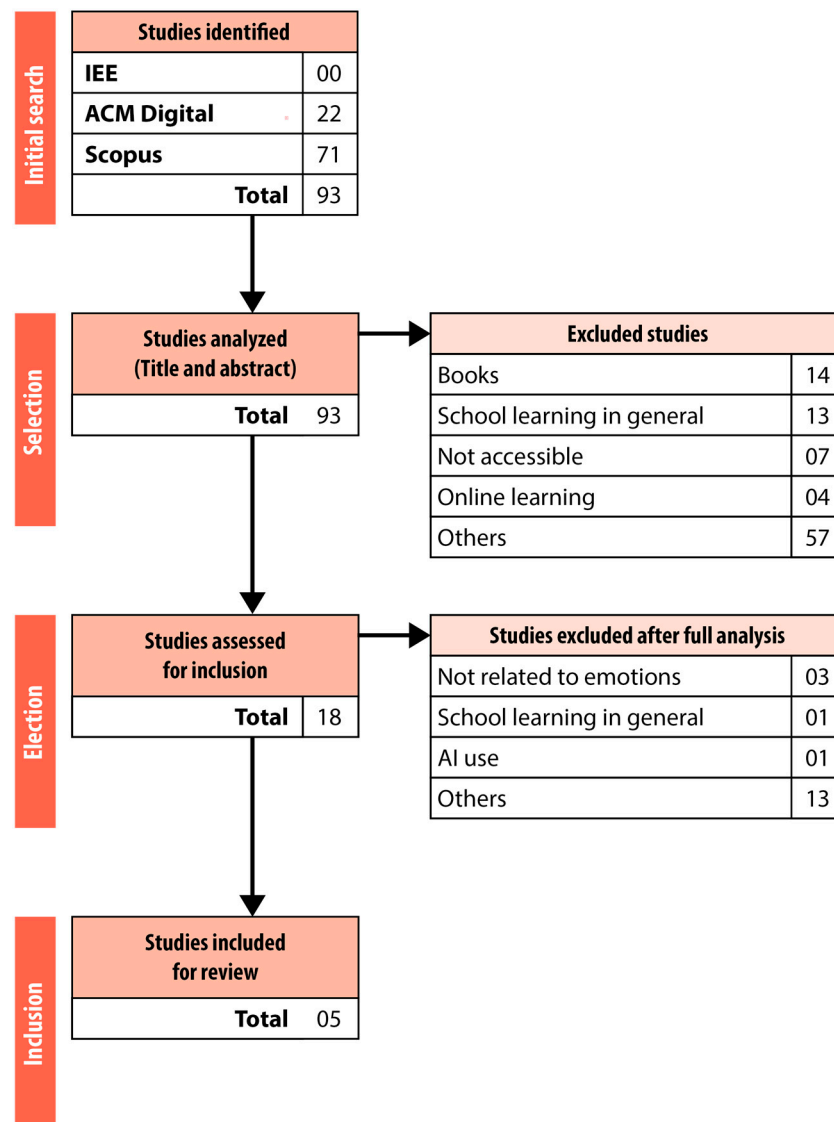 Initial search
Studies identified
IEE 00
ACM Digital 22
Scopus 71
Total 93
Selection
Studies analyzed
(Title and abstract)
Total 93
Excluded studies
Books 14
School learning in general 13
Not accessible 07
Online learning 04
Others 57
Election
Studies assessed
for inclusion
Total 18
Studies excluded after full analysis
Not related to emotions 03
School learning in general 01
AI use 01
Others 13
Inclusion
Studies included
for review
Total 05